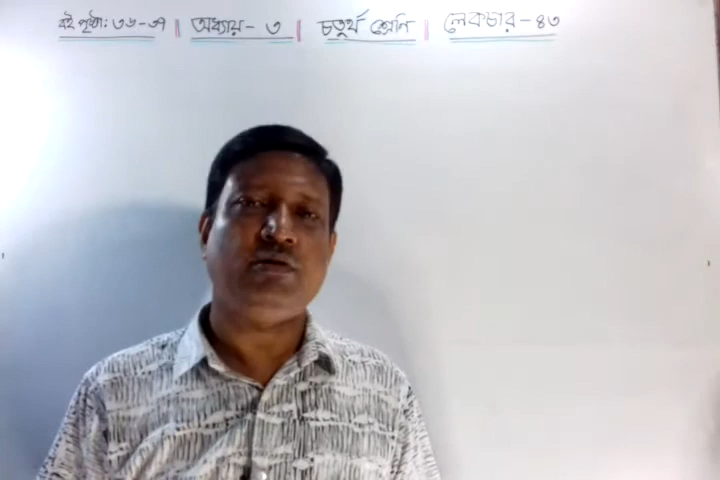 বই পৃষ্ঠা: ৩৬-৩৭ | অধ্যায় - ৩ | চতুর্থ শ্রেণি | লেকচার - ৪৩